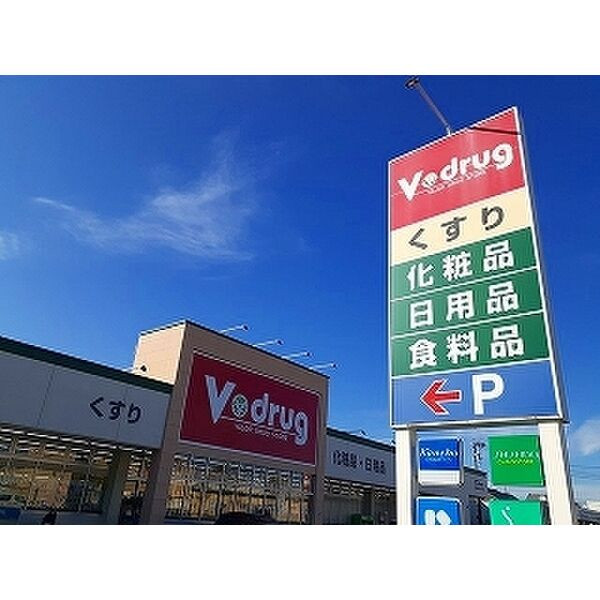 V・drug
くすり
化粧品
日用品
食料品
← P
V・drug
くすり
化粧品・日用品